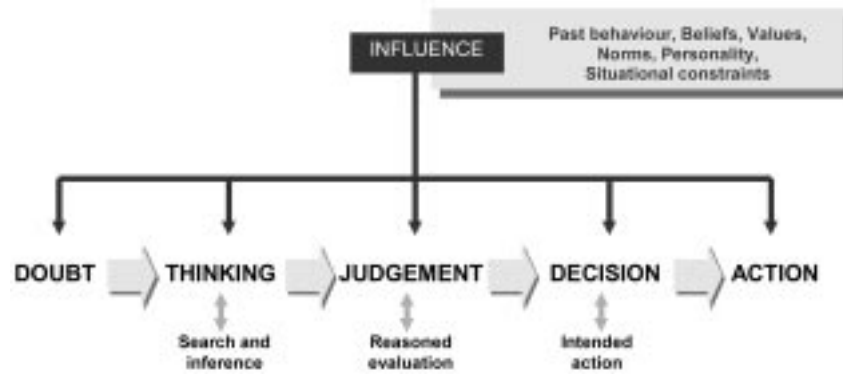 INFLUENCE
Past behaviour, Beliefs, Values,
Norms, Personality,
Situational constraints
DOUBT
THINKING
JUDGEMENT
DECISION
ACTION
Search and
inference
Reasoned
evaluation
Intended
action